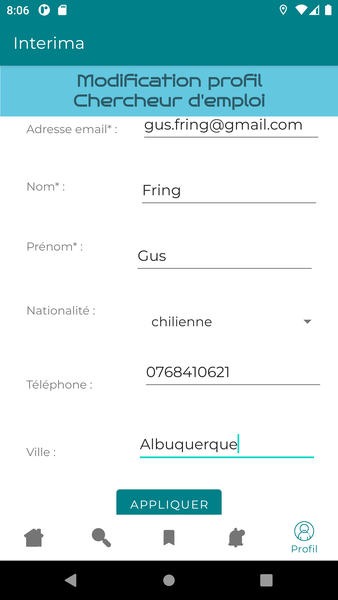 8:06
Interima
Modification profil
Chercheur d'emploi
Adresse email* :
gus.fring@gmail.com
Nom* :
Fring
Prénom* :
Gus
Nationalité :
chilienne
Téléphone :
0768410621
Ville :
Albuquerque
APPLIQUER
Profil